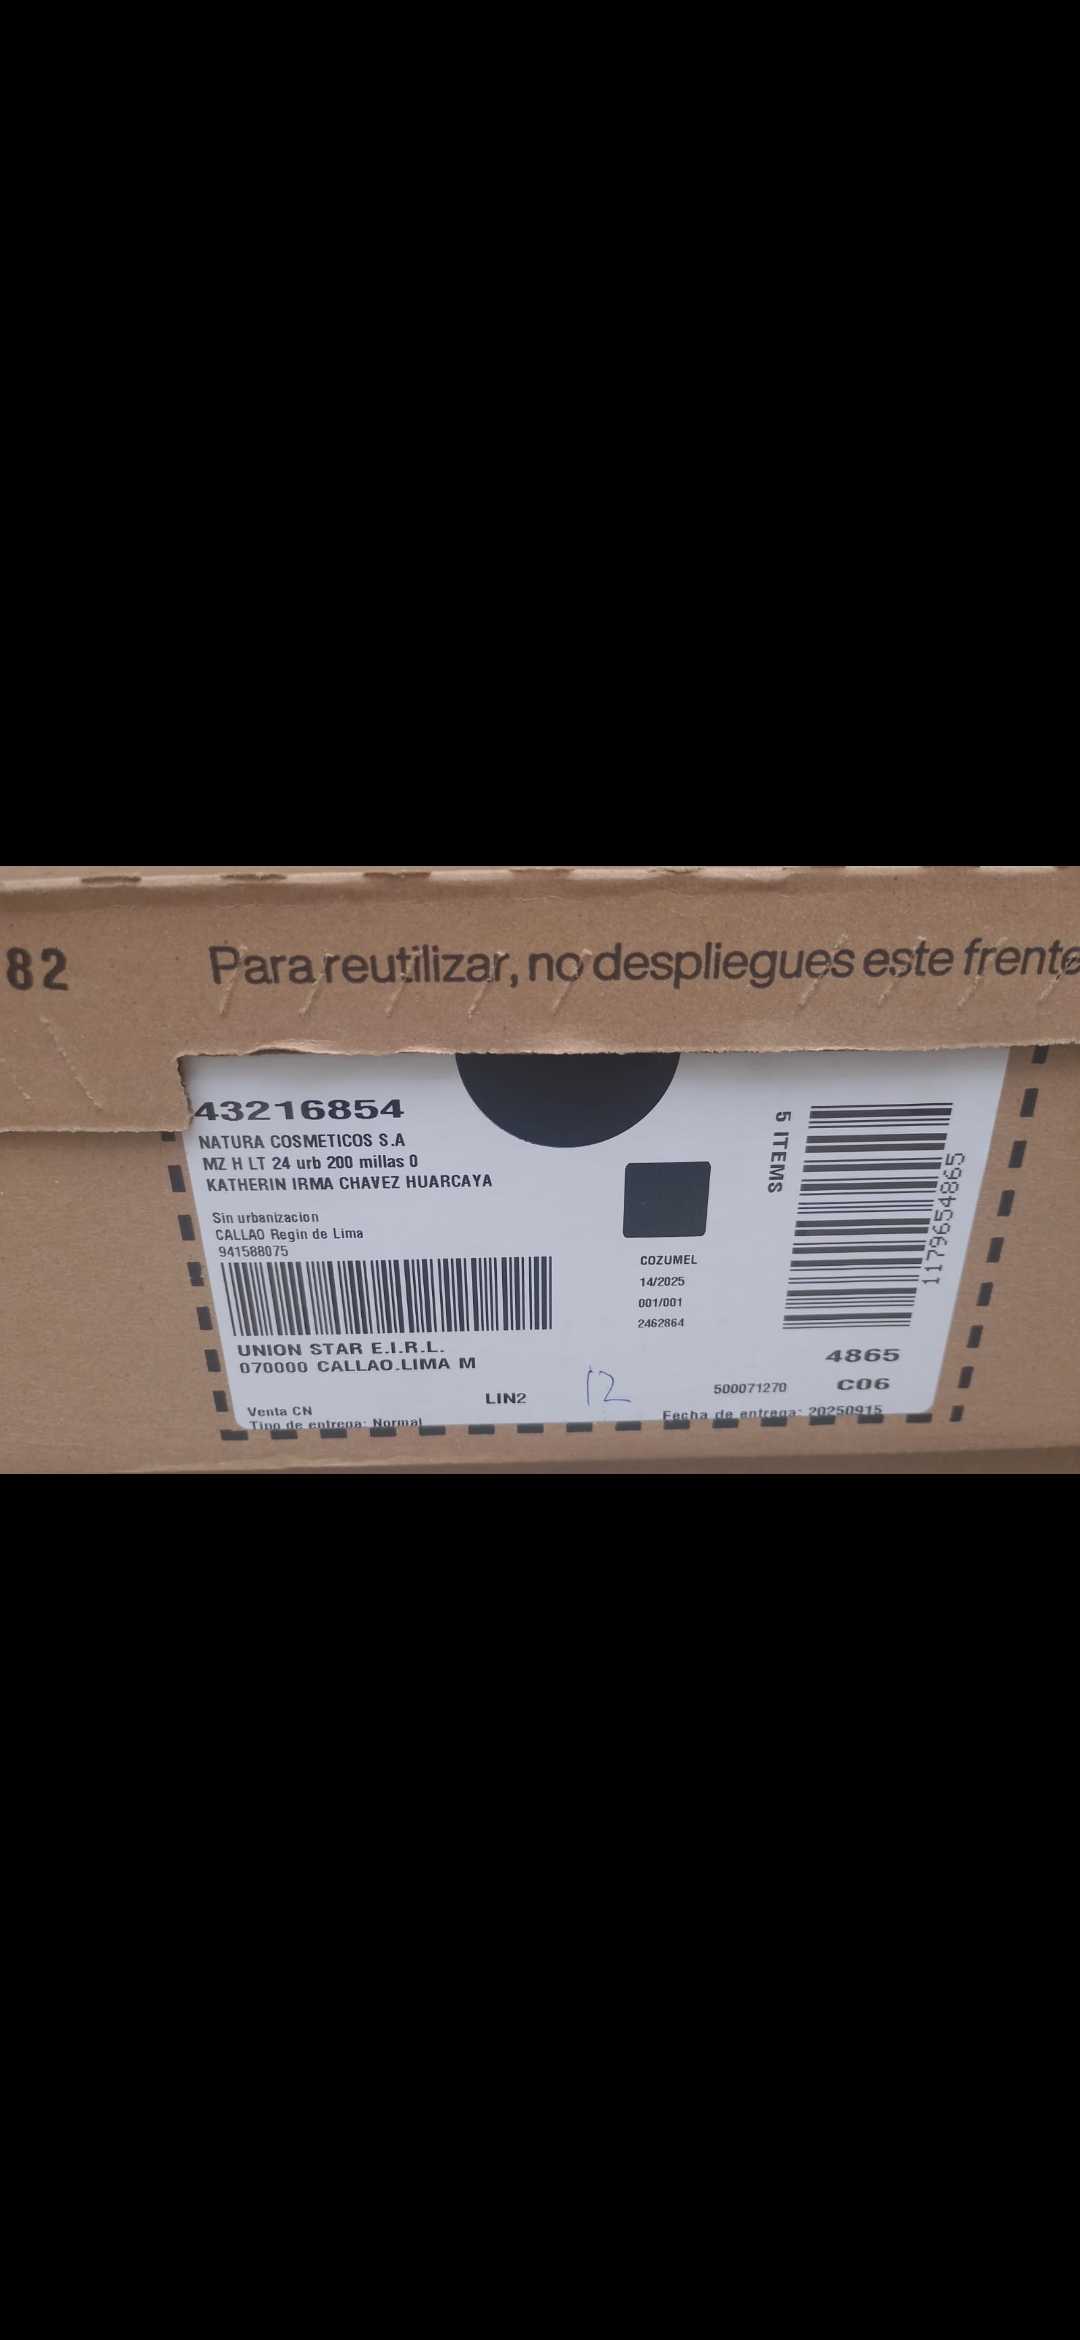 82
Para reutilizar, no despliegues este frente
43216854
NATURA COSMETICOS S.A
MZ H LT 24 urb 200 millas 0
KATHERIN IRMA CHAVEZ HUARCAYA
Sin urbanizacion
CALLAO Regin de Lima
941588075
UNION STAR E.I.R.L.
070000 CALLAO.LIMA M
LIN2
12
Venta CN
Tipo de entrega: Normal
COZUMEL
14/2025
001/001
2462864
5 ITEMS
1179654865
4865
500071270
C06
Fecha de entrega: 20250915